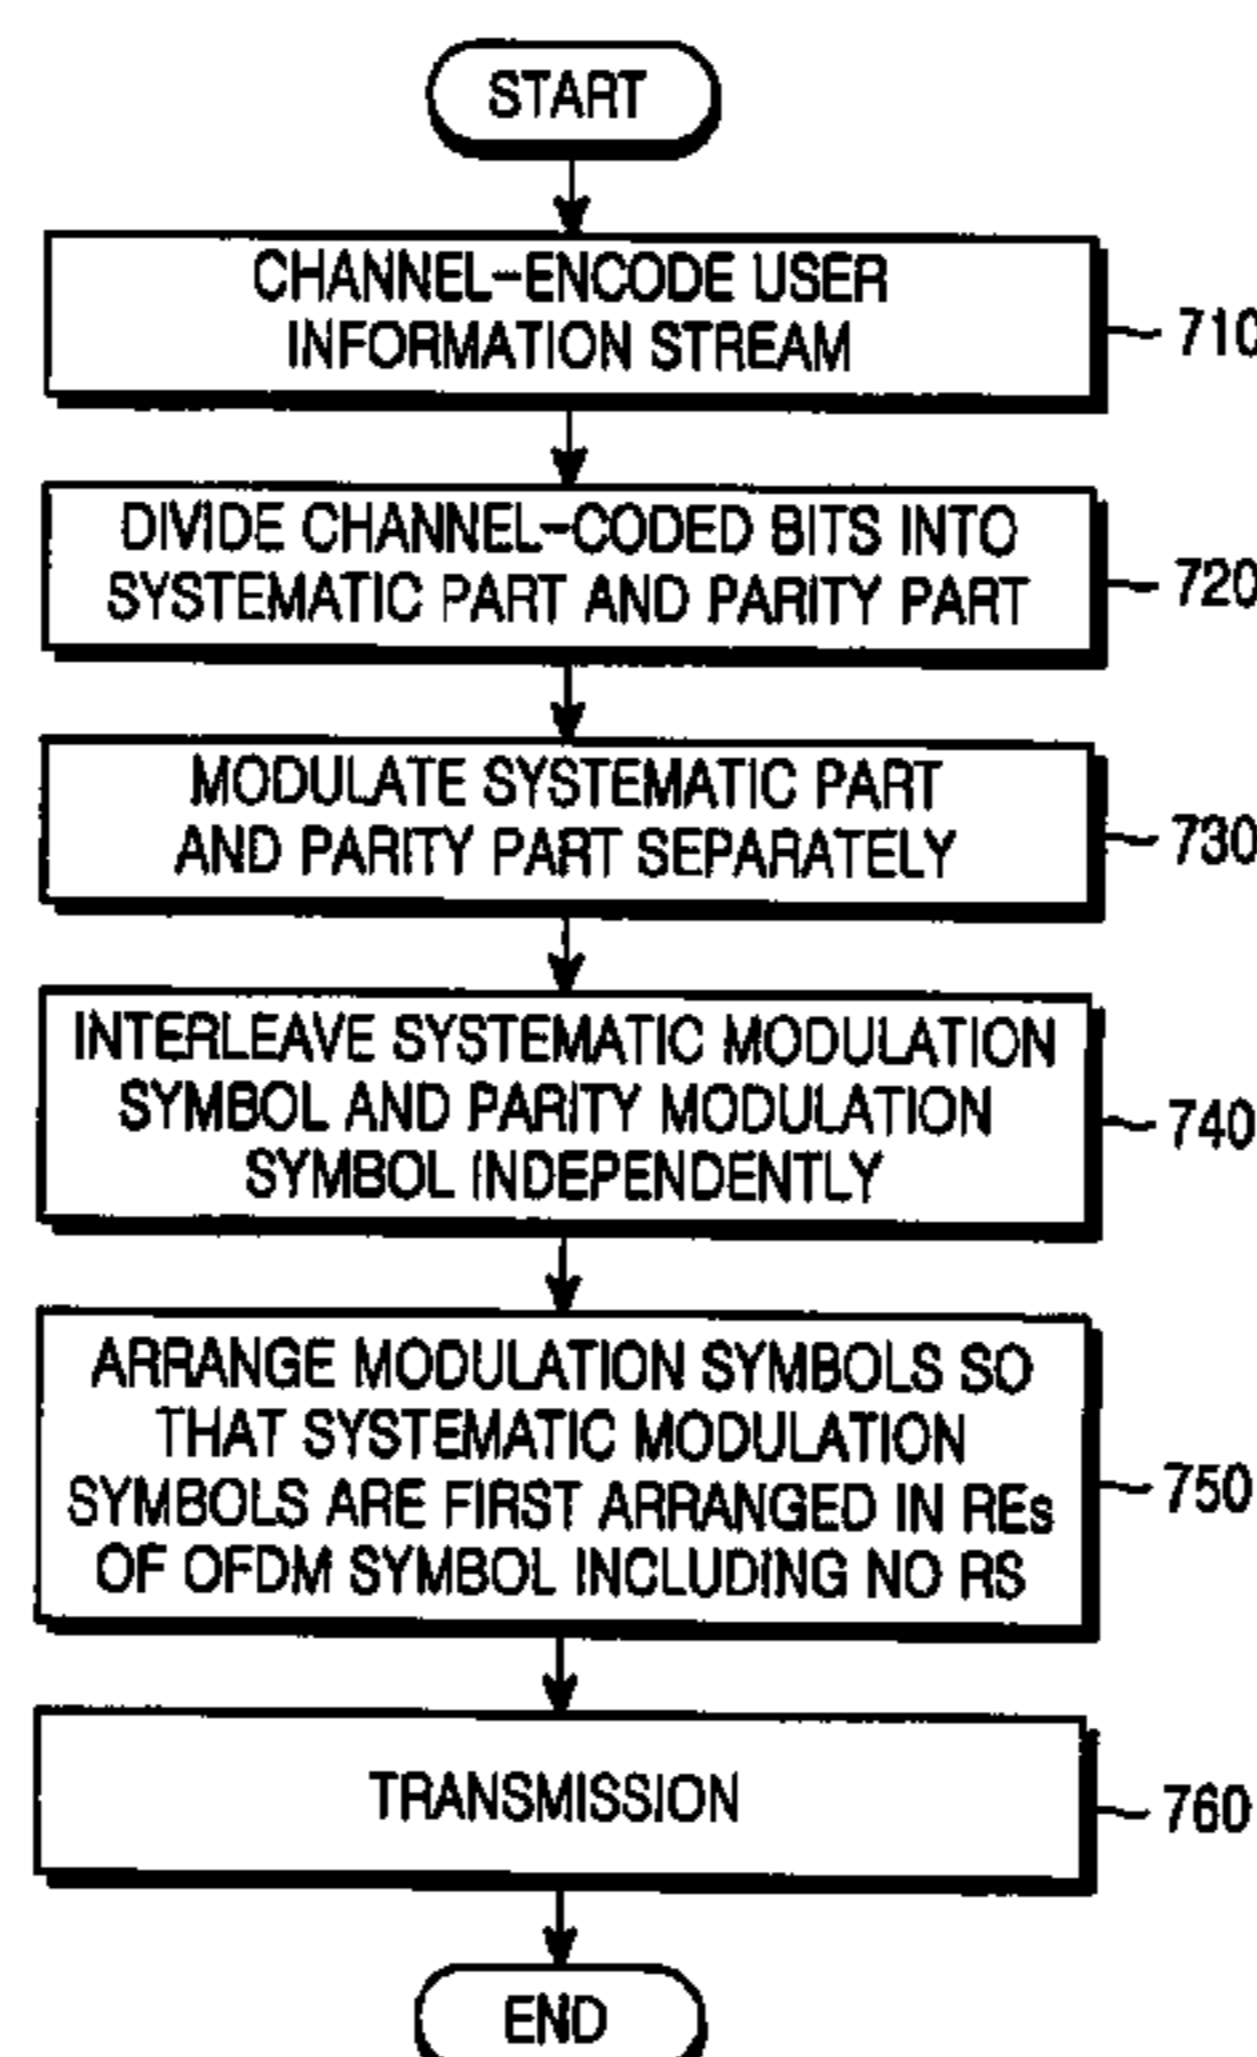 START
CHANNEL-ENCODE USER
INFORMATION STREAM
710
DIVIDE CHANNEL-CODED BITS INTO
SYSTEMATIC PART AND PARITY PART
720
MODULATE SYSTEMATIC PART
AND PARITY PART SEPARATELY
730
INTERLEAVE SYSTEMATIC MODULATION
SYMBOL AND PARITY MODULATION
SYMBOL INDEPENDENTLY
740
ARRANGE MODULATION SYMBOLS SO
THAT SYSTEMATIC MODULATION
SYMBOLS ARE FIRST ARRANGED IN REs
OF OFDM SYMBOL INCLUDING NO RS
750
TRANSMISSION
760
END